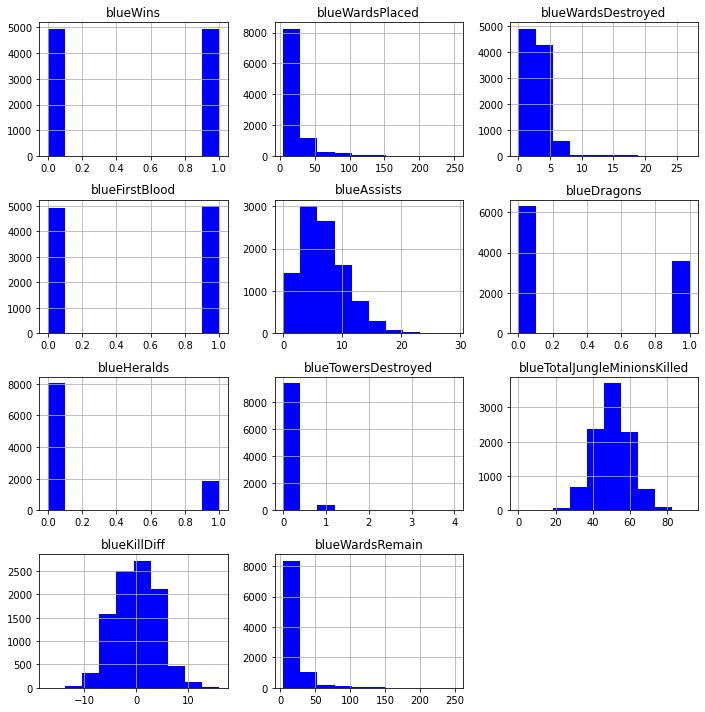 blueWins
5000
4000
3000
2000
1000
0
0.0 0.2 0.4 0.6 0.8 1.0
blueWardsPlaced
8000
6000
4000
2000
0
0 50 100 150 200 250
blueWardsDestroyed
5000
4000
3000
2000
1000
0
0 5 10 15 20 25
blueFirstBlood
5000
4000
3000
2000
1000
0
0.0 0.2 0.4 0.6 0.8 1.0
blueAssists
3000
2000
1000
0
0 10 20 30
blueDragons
6000
4000
2000
0
0.0 0.2 0.4 0.6 0.8 1.0
blueHeralds
8000
6000
4000
2000
0
0.0 0.2 0.4 0.6 0.8 1.0
blueTowersDestroyed
8000
6000
4000
2000
0
0 1 2 3 4
blueTotalJungleMinionsKilled
3000
2000
1000
0
0 20 40 60 80
blueKillDiff
2500
2000
1500
1000
500
0
−10 0 10
blueWardsRemain
8000
6000
4000
2000
0
0 50 100 150 200 250